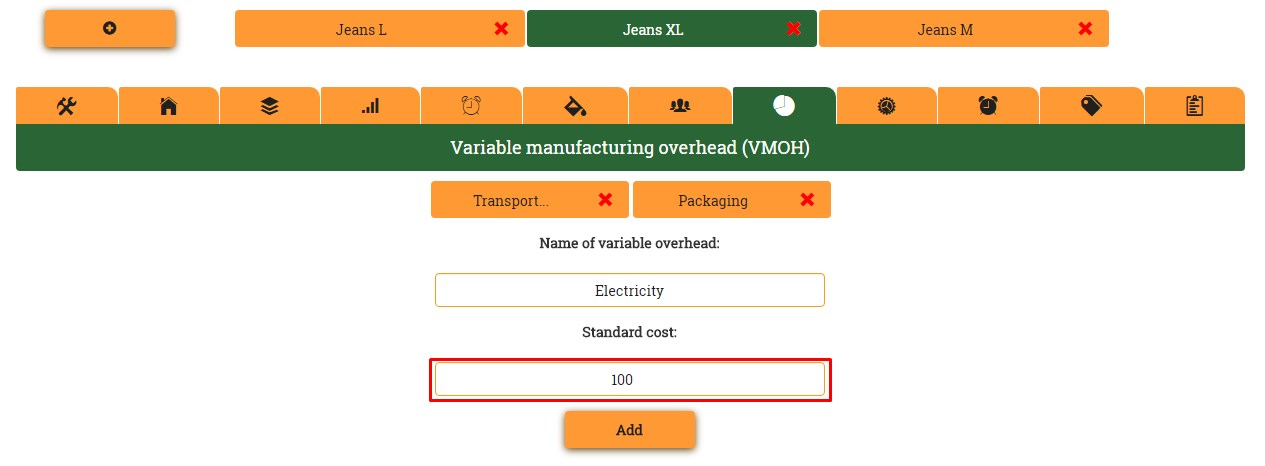 Jeans L
Jeans XL
Jeans M
Variable manufacturing overhead (VMOH)
Transport...
Packaging
Name of variable overhead:
Electricity
Standard cost:
100
Add